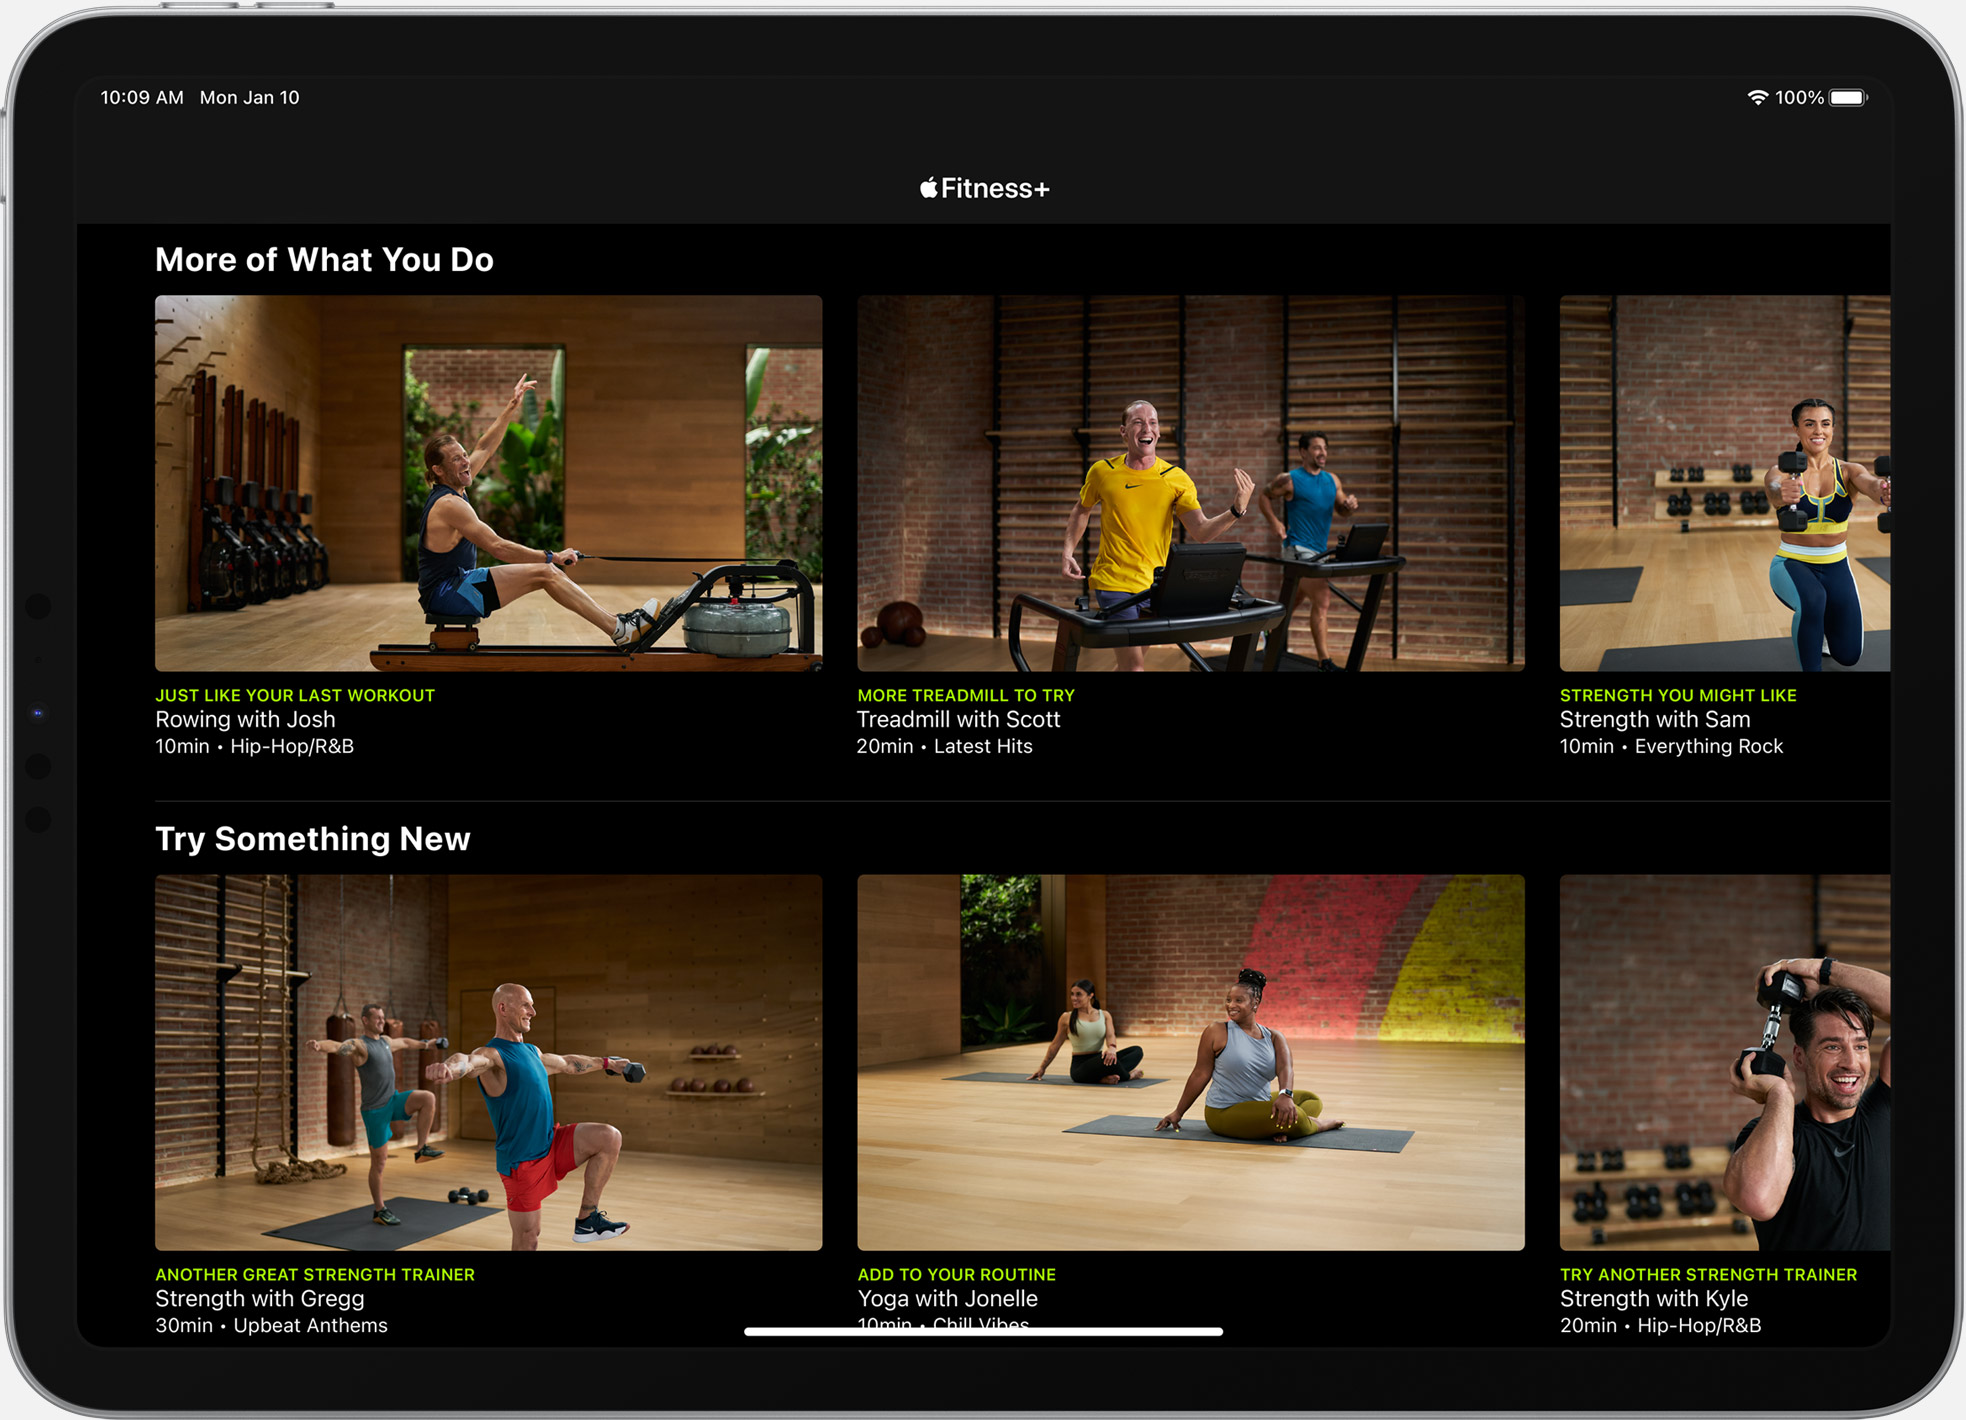 10:09 AM Mon Jan 10
100%
Fitness+
More of What You Do
JUST LIKE YOUR LAST WORKOUT
Rowing with Josh
10min • Hip-Hop/R&B
MORE TREADMILL TO TRY
Treadmill with Scott
20min • Latest Hits
STRENGTH YOU MIGHT LIKE
Strength with Sam
10min • Everything Rock
Try Something New
ANOTHER GREAT STRENGTH TRAINER
Strength with Gregg
30min • Upbeat Anthems
ADD TO YOUR ROUTINE
Yoga with Jonelle
10min • Chill Vibes
TRY ANOTHER STRENGTH TRAINER
Strength with Kyle
20min • Hip-Hop/R&B